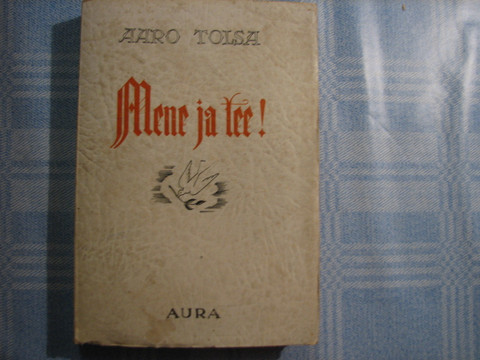 AARO TOLSA
Mene ja tee!
AURA